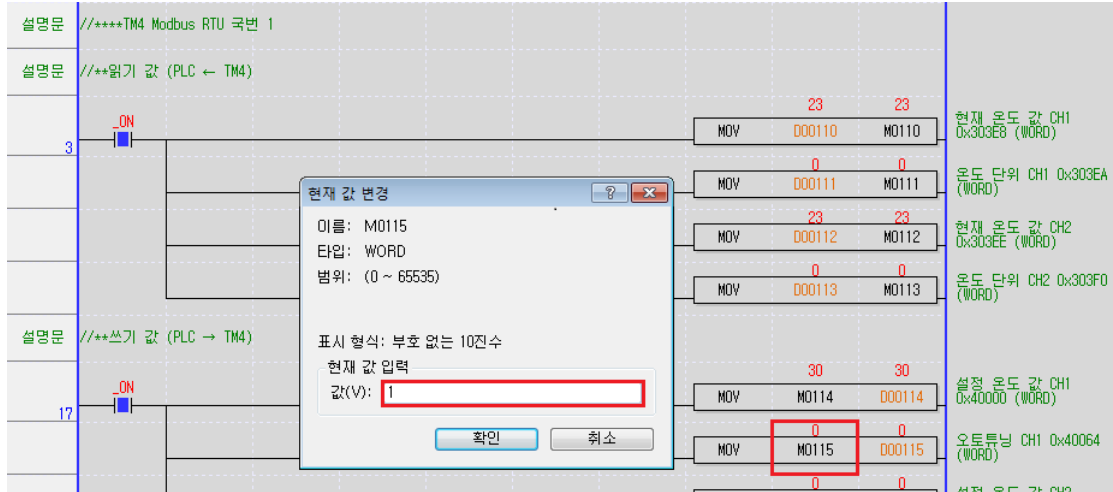 설명문 //****TM4 Modbus RTU 국번 1
설명문 //**읽기 값 (PLC ← TM4)
_ON
3
23 23
MOV D00110 M0110
현재 온도 값 CH1
0x303E8 (WORD)
0 0
MOV D00111 M0111
온도 단위 CH1 0x303EA
(WORD)
23 23
MOV D00112 M0112
현재 온도 값 CH2
0x303EE (WORD)
0 0
MOV D00113 M0113
온도 단위 CH2 0x303F0
(WORD)
현재 값 변경
이름: M0115
타입: WORD
범위: (0 ~ 65535)
표시 형식: 부호 없는 10진수
현재 값 입력
값(V): 1
확인 취소
설명문 //**쓰기 값 (PLC → TM4)
_ON
17
30 30
MOV M0114 D00114
설정 온도 값 CH1
0x40000 (WORD)
0 0
MOV M0115 D00115
오토튜닝 CH1 0x40064
(WORD)
0 0
설정 온도 값 CH2